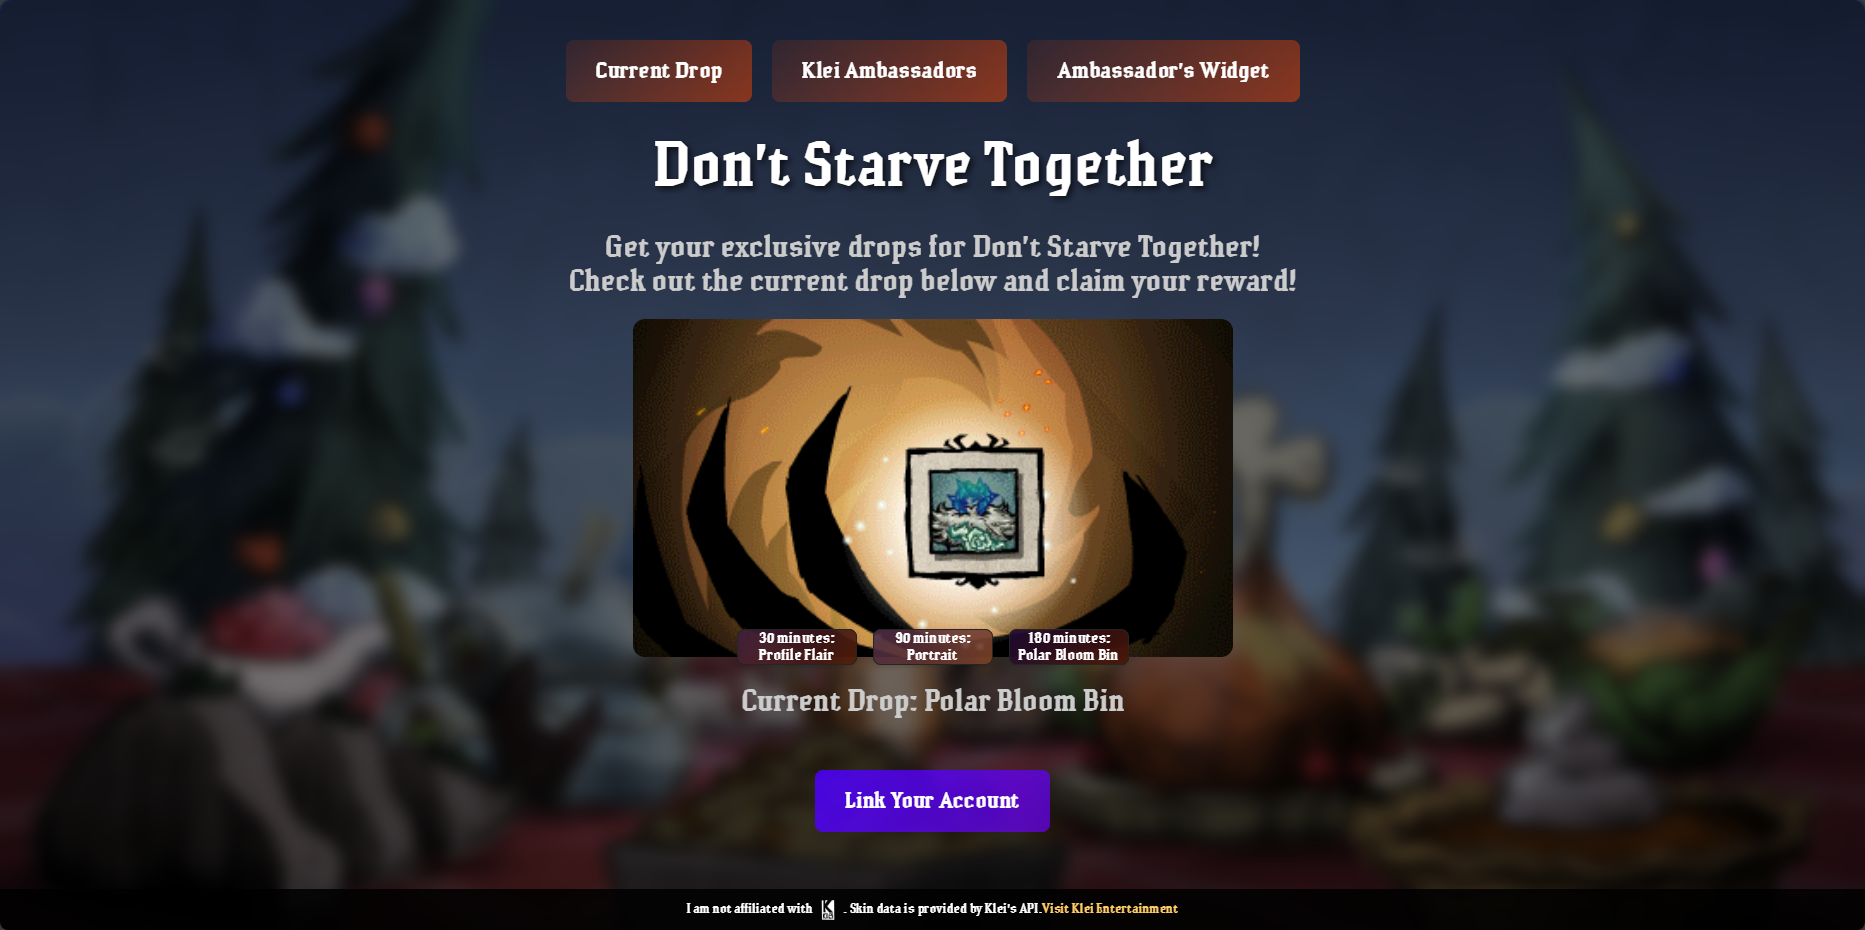 Current Drop
Klei Ambassadors
Ambassador's Widget
Don't Starve Together
Get your exclusive drops for Don't Starve Together!
Check out the current drop below and claim your reward!
30 minutes:
Profile Flair
90 minutes:
Portrait
180 minutes:
Polar Bloom Bin
Current Drop: Polar Bloom Bin
Link Your Account
I am not affiliated with . Skin data is provided by Klei's API.Visit Klei Entertainment